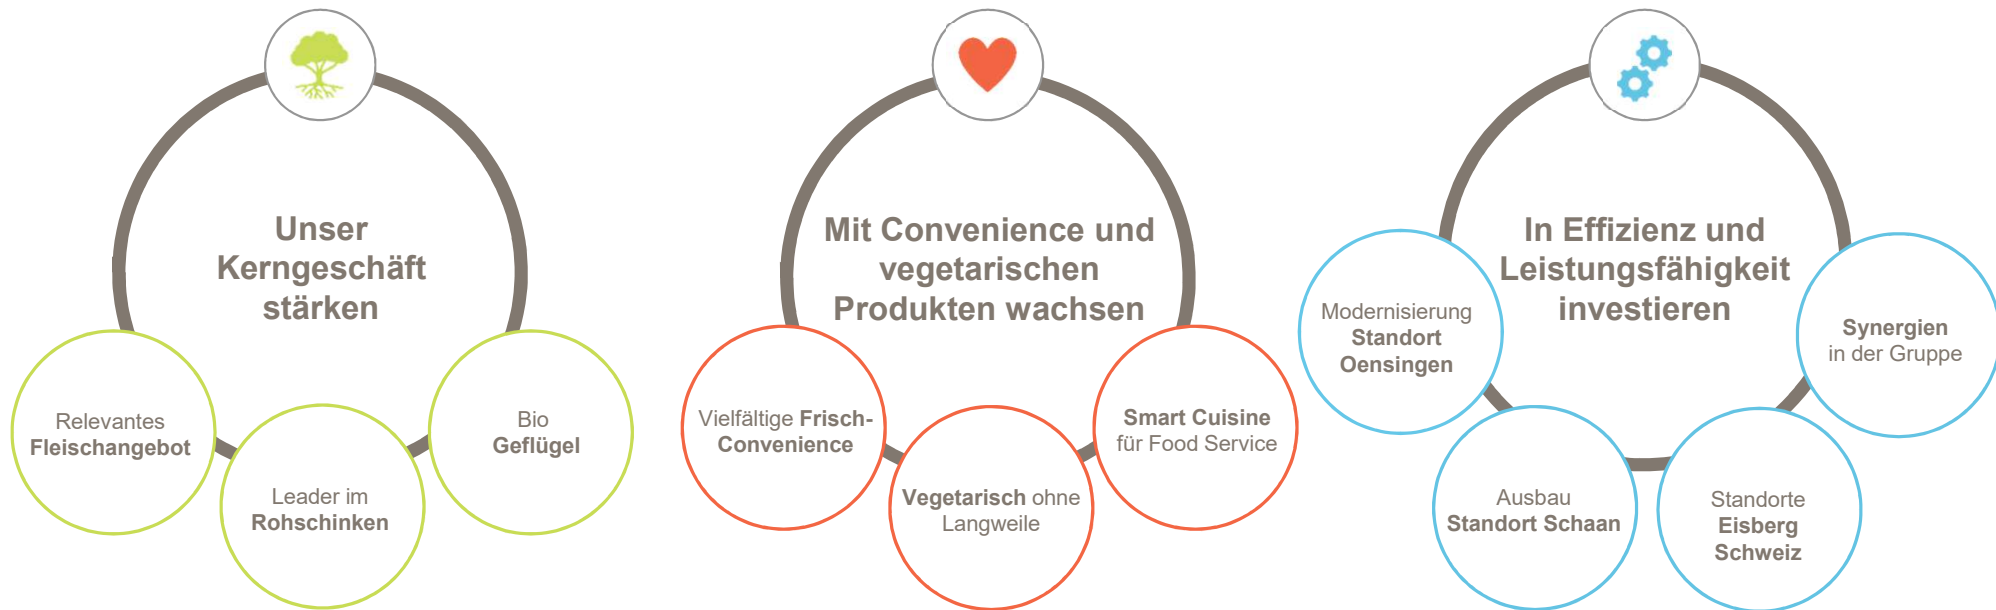 Unser
Kerngeschäft
stärken
Relevantes
Fleischangebot
Leader im
Rohschinken
Bio
Geflügel
Mit Convenience und
vegetarischen
Produkten wachsen
Vielfältige Frisch-
Convenience
Vegetarisch ohne
Langweile
Smart Cuisine
für Food Service
In Effizienz und
Leistungsfähigkeit
investieren
Modernisierung
Standort
Oensingen
Ausbau
Standort Schaan
Standorte
Eisberg
Schweiz
Synergien
in der Gruppe